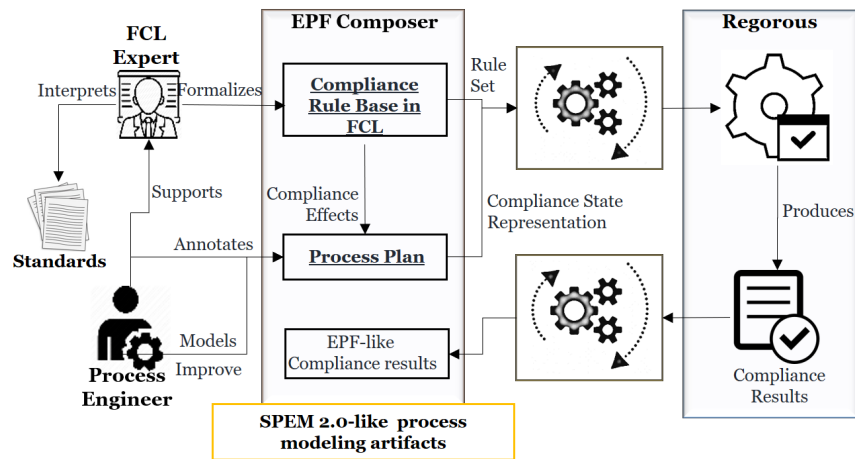 FCL
Expert
EPF Composer
Regorous
Interprets
Formalizes
Compliance
Rule Base in
FCL
Rule
Set
Supports
Compliance
Effects
Compliance State
Representation
Produces
Annotates
Standards
Process Plan
Models
Improve
Process
Engineer
EPF-like
Compliance results
Compliance
Results
SPEM 2.0-like process
modeling artifacts